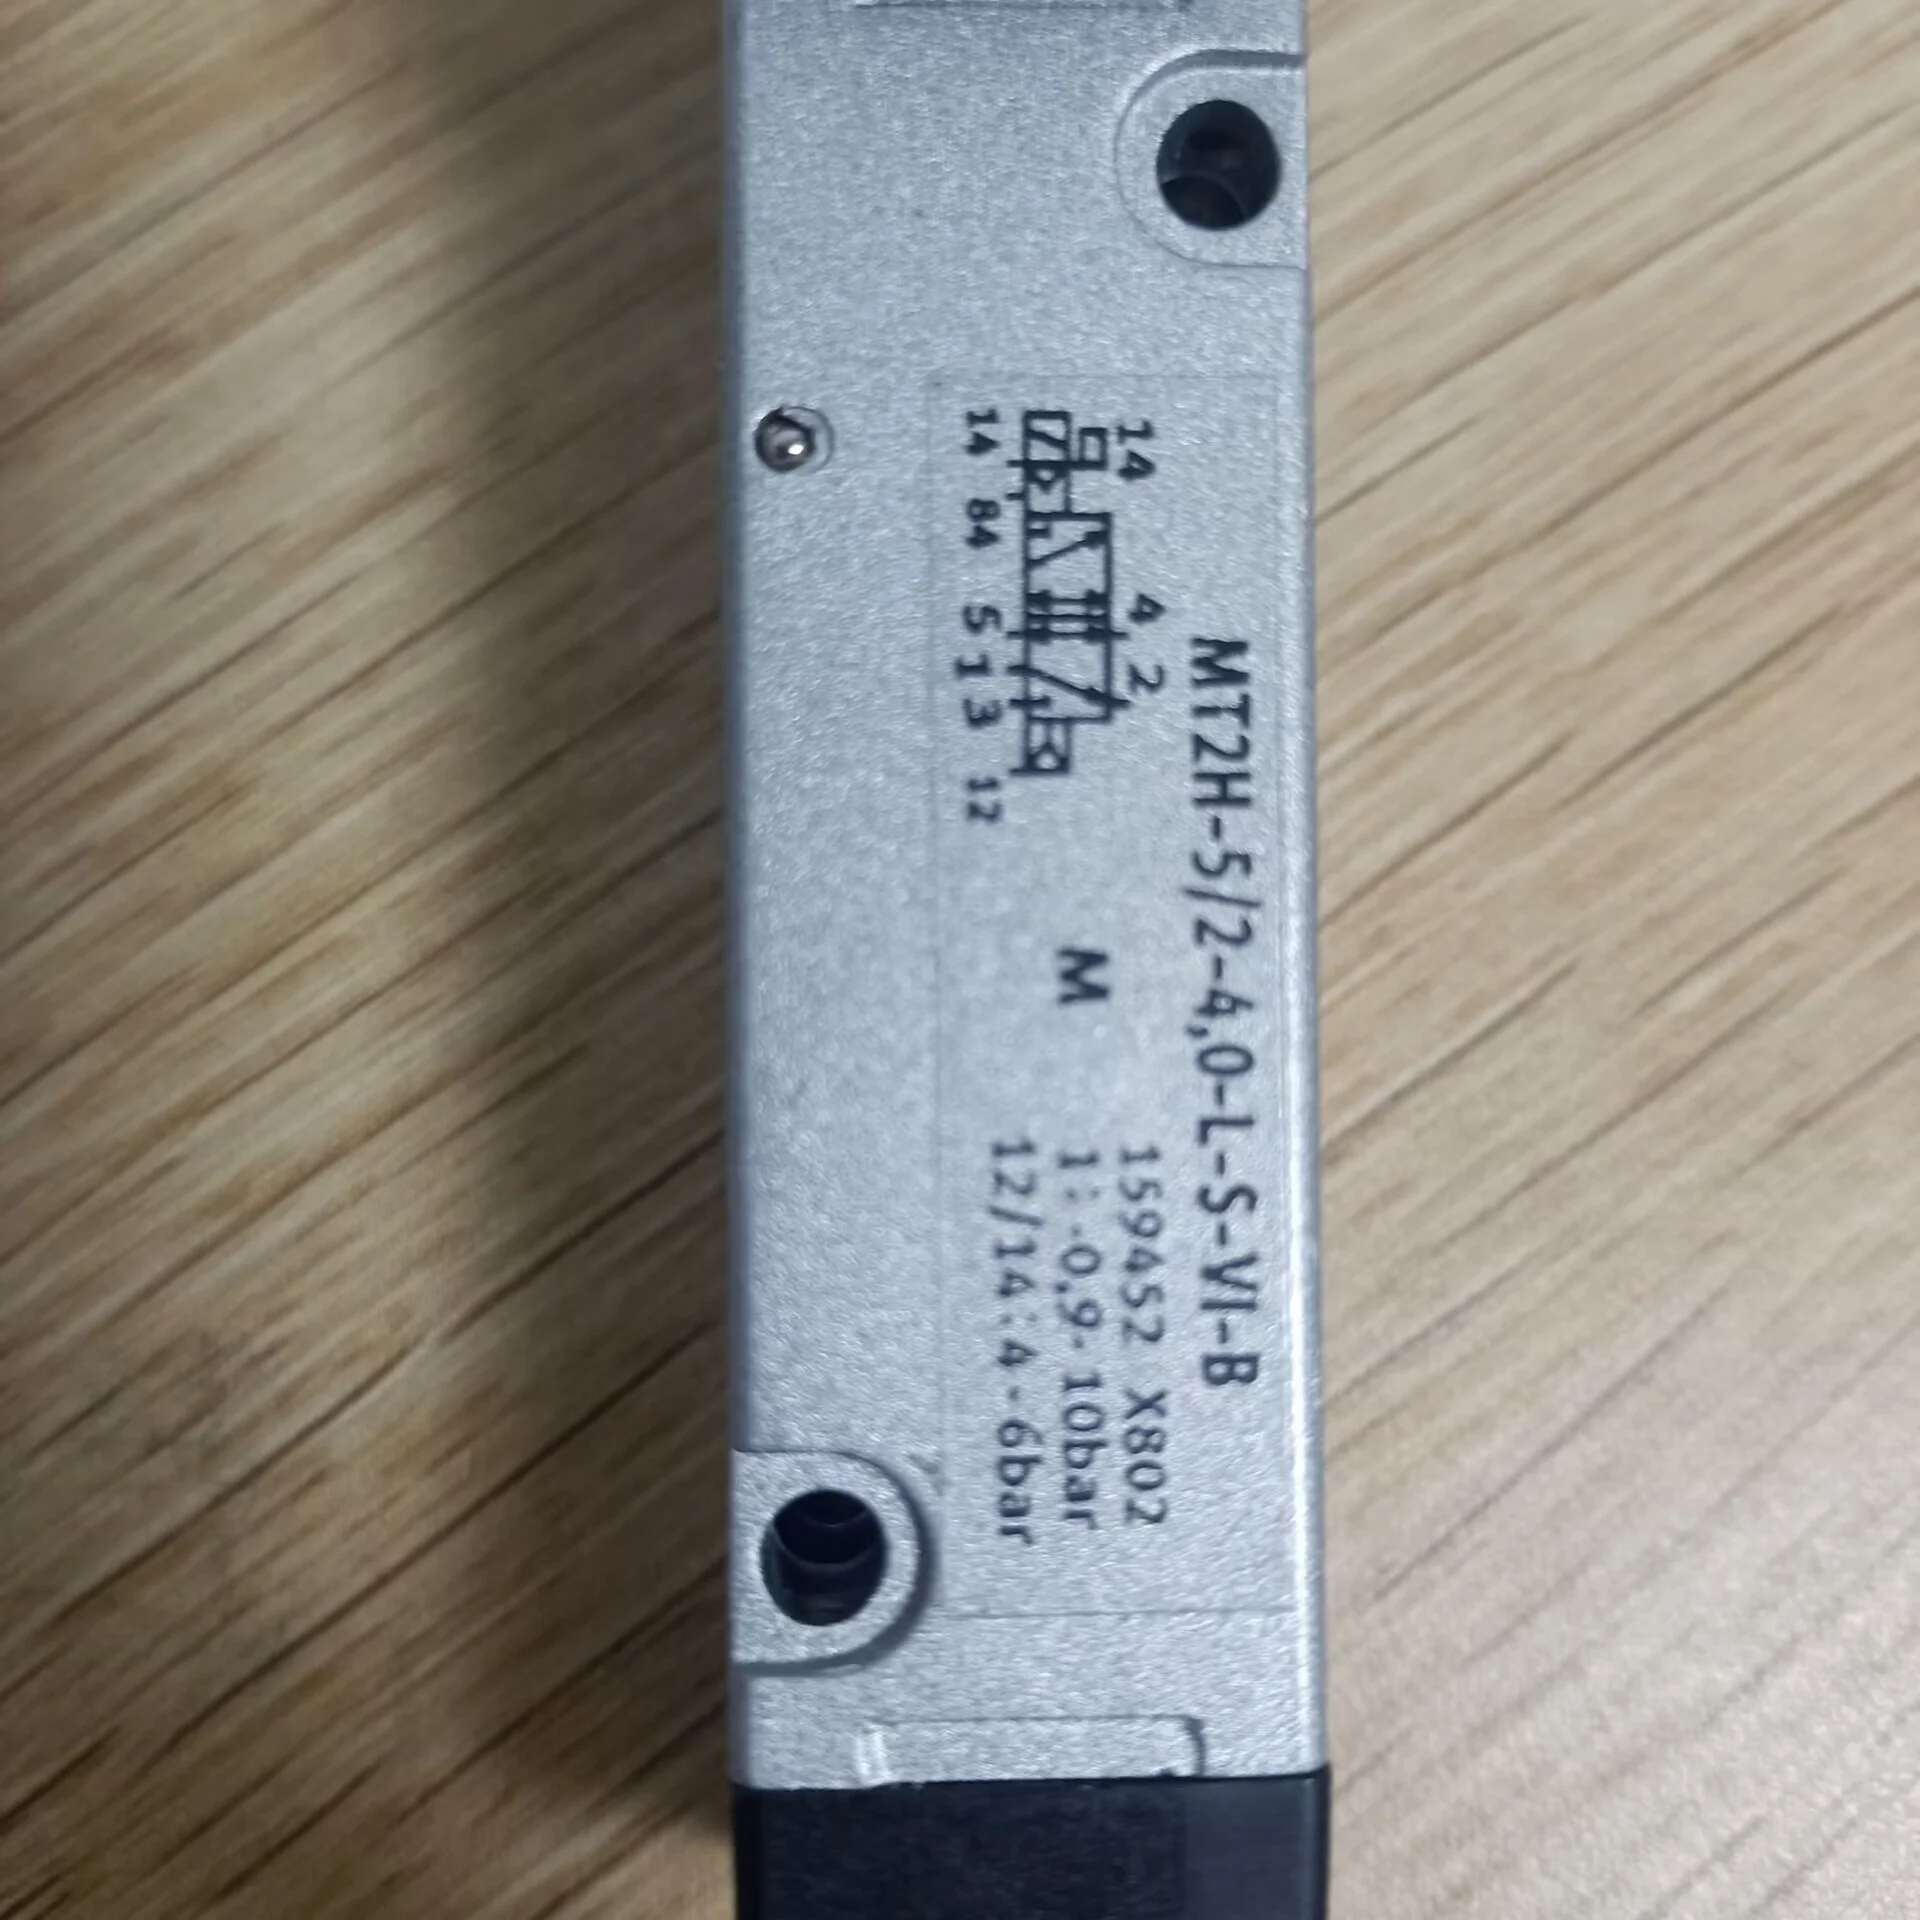 MT2H-5/2-4,0-L-S-VI-B
14 4 2
14 84 5 1 3 12
M
159452 X802
1: -0,9-10bar
12/14: 4-6bar